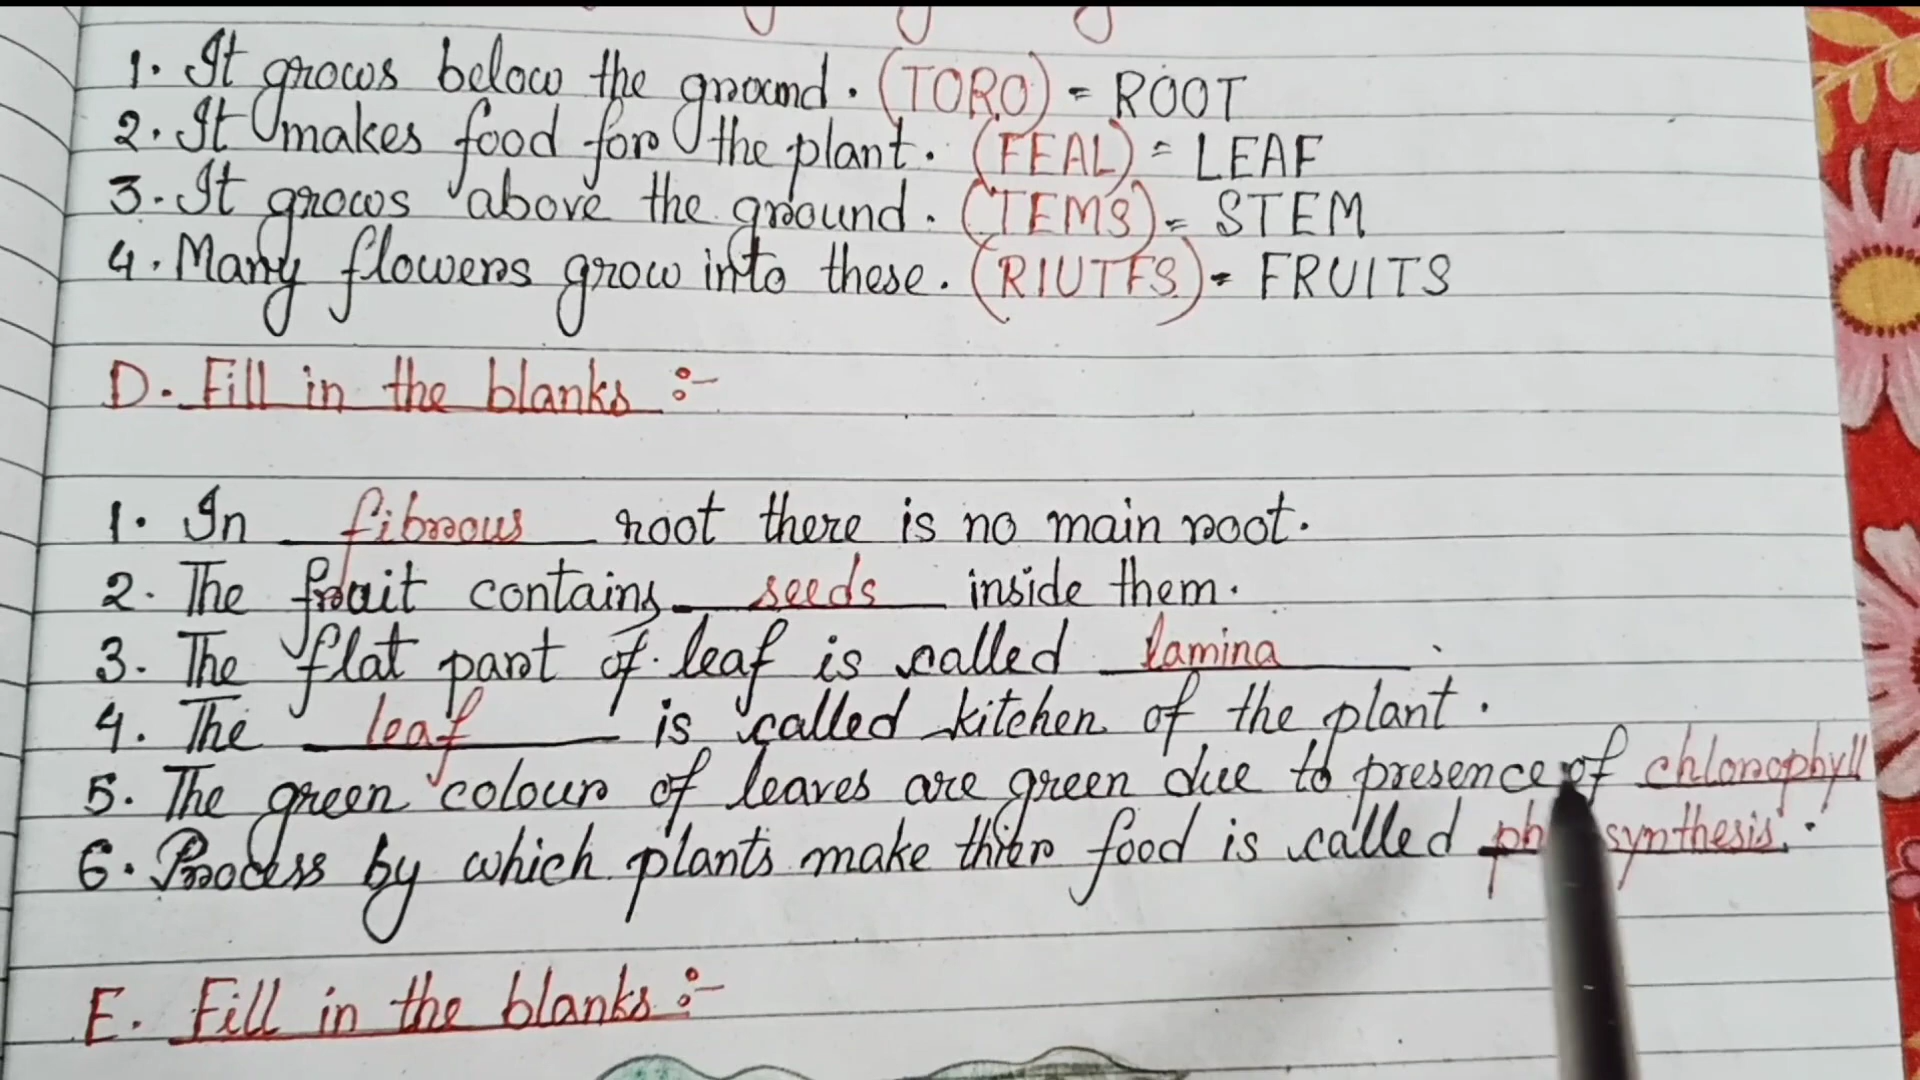 1. It grows below the ground. (TORO) = ROOT
2. It makes food for the plant. (FEAL) = LEAF
3. It grows above the ground. (TEMS) = STEM
4. Many flowers grow into these. (RIUTFS) = FRUITS
D. Fill in the blanks :-
1. In fibrous root there is no main root.
2. The fruit contains seeds inside them.
3. The flat part of leaf is called lamina.
4. The leaf is called kitchen of the plant.
5. The green colour of leaves are green due to presence of chlorophyll
6. Process by which plants make thier food is called synthesis.
E. Fill in the blanks :-